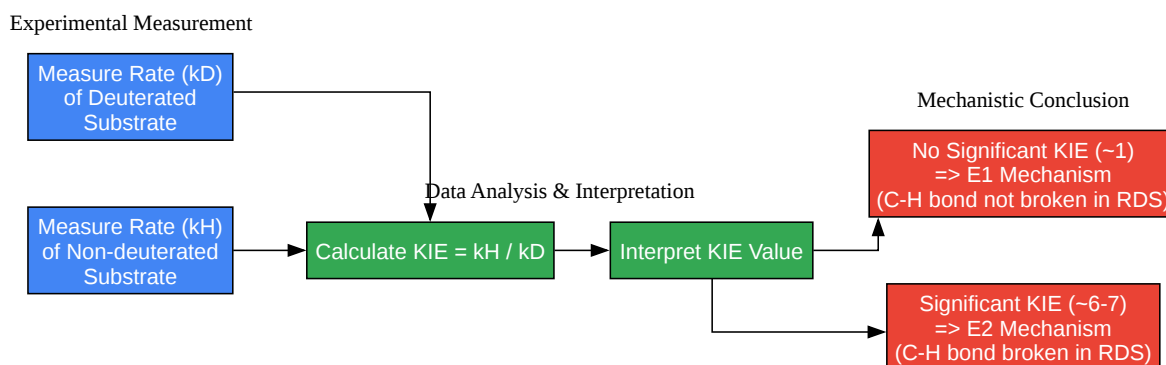 Experimental Measurement
Measure Rate (kD)
of Deuterated
Substrate
Measure Rate (kH)
of Non-deuterated
Substrate
Data Analysis & Interpretation
Calculate KIE = kH / kD
Interpret KIE Value
Mechanistic Conclusion
No Significant KIE (~1)
=> E1 Mechanism
(C-H bond not broken in RDS)
Significant KIE (~6-7)
=> E2 Mechanism
(C-H bond broken in RDS)